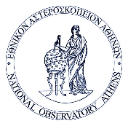 ΕΘΝΙΚΟΝ ΑΣΤΕΡΟΣΚΟΠΕΙΟΝ ΑΘΗΝΩΝ
NATIONAL OBSERVATORY ATHENS